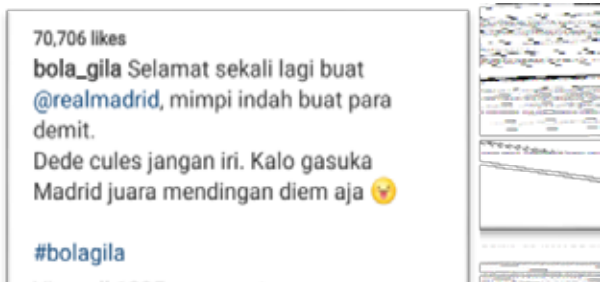 70,706 likes
bola_gila Selamat sekali lagi buat
@realmadrid, mimpi indah buat para
demit.
Dede cules jangan iri. Kalo gasuka
Madrid juara mendingan diem aja 😜
#bolagila